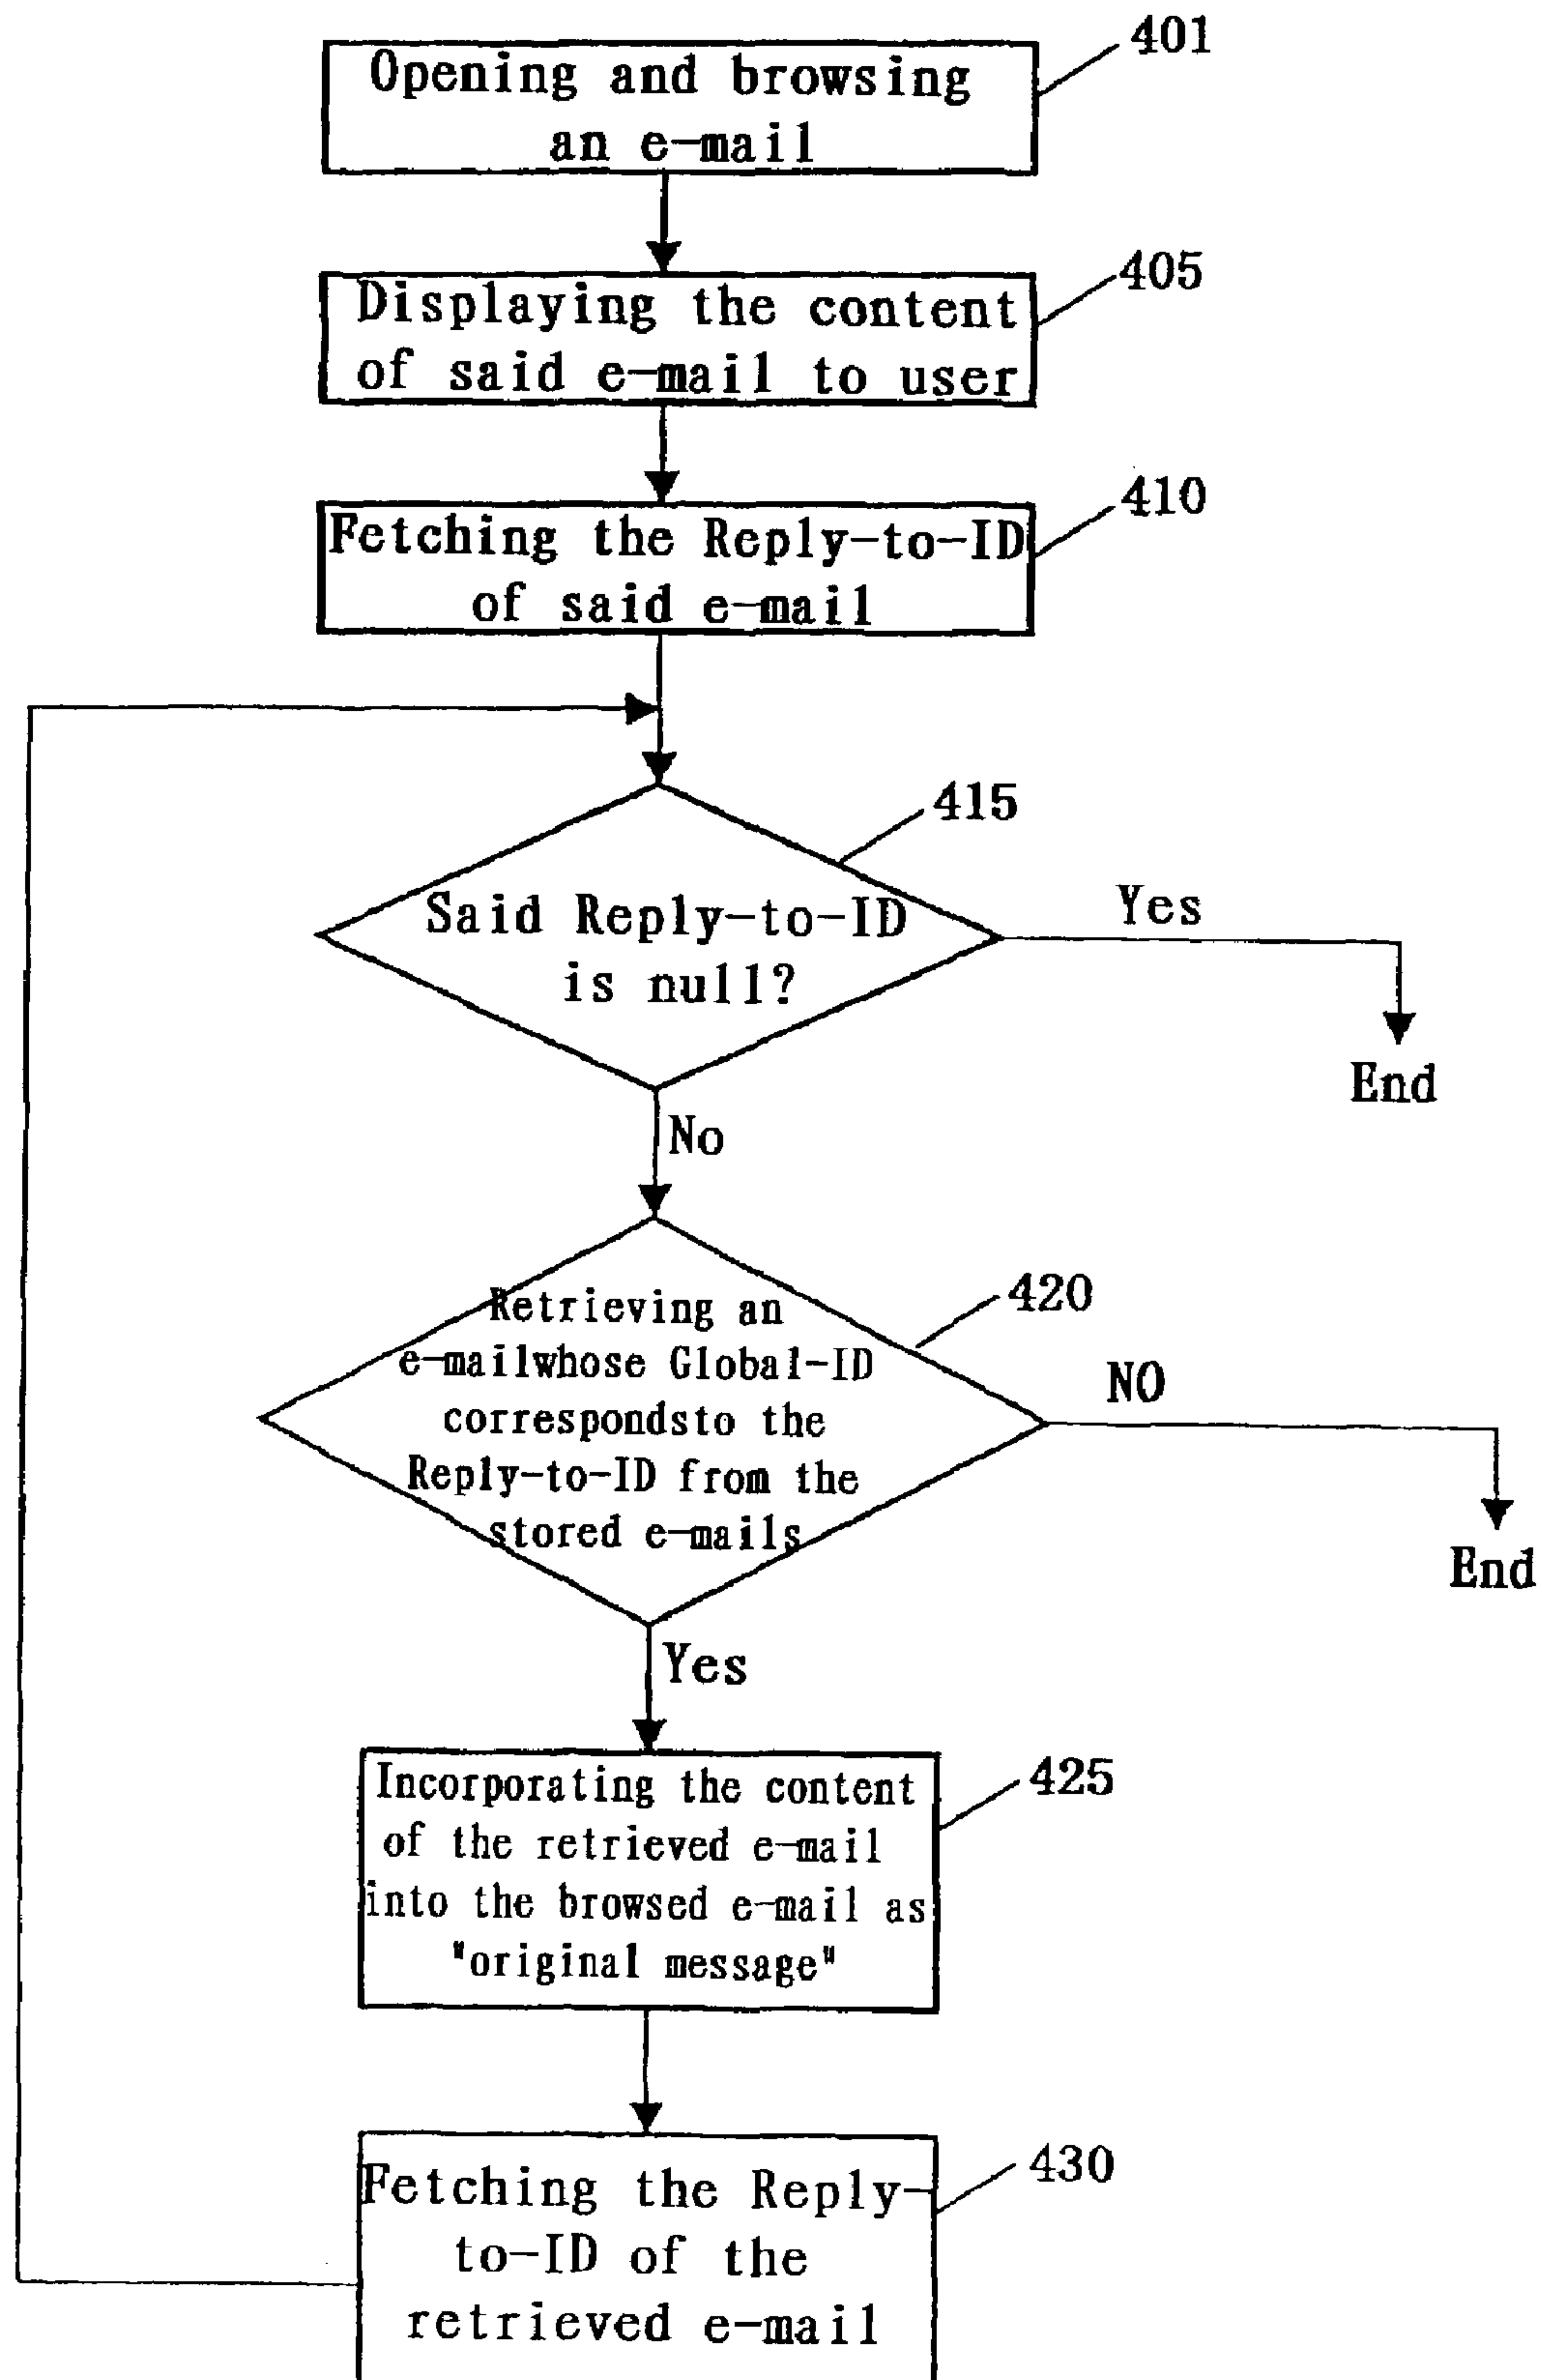 401
Opening and browsing
an e-mail
405
Displaying the content
of said e-mail to user
410
Fetching the Reply-to-ID
of said e-mail
415
Said Reply-to-ID
is null?
Yes
End
No
420
Retrieving an
e-mailwhose Global-ID
correspondsto the
Reply-to-ID from the
stored e-mails
NO
End
Yes
425
Incorporating the content
of the retrieved e-mail
into the browsed e-mail as
"original message"
430
Fetching the Reply-
to-ID of the
retrieved e-mail